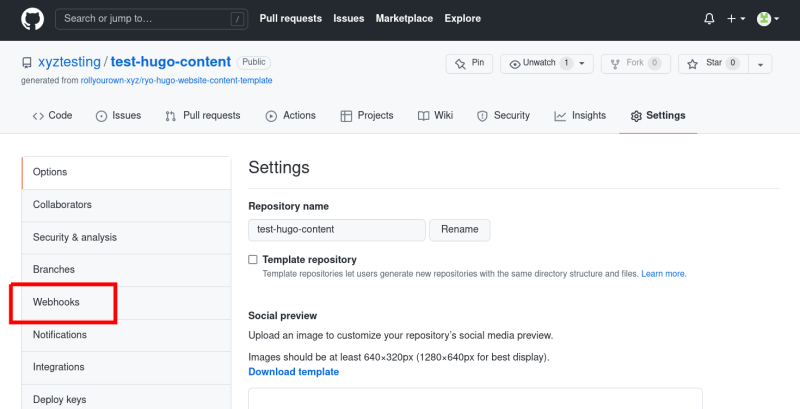 Search or jump to... /
Pull requests Issues Marketplace Explore
xyztesting / test-hugo-content Public
generated from rollyourown-xyz/ryo-hugo-website-content-template
Pin
Unwatch 1
Fork 0
Star 0
Code Issues Pull requests Actions Projects Wiki Security Insights Settings
Options
Collaborators
Security & analysis
Branches
Webhooks
Notifications
Integrations
Deploy keys
Settings
Repository name
test-hugo-content Rename
Template repository
Template repositories let users generate new repositories with the same directory structure and files. Learn more.
Social preview
Upload an image to customize your repository's social media preview.
Images should be at least 640×320px (1280×640px for best display).
Download template